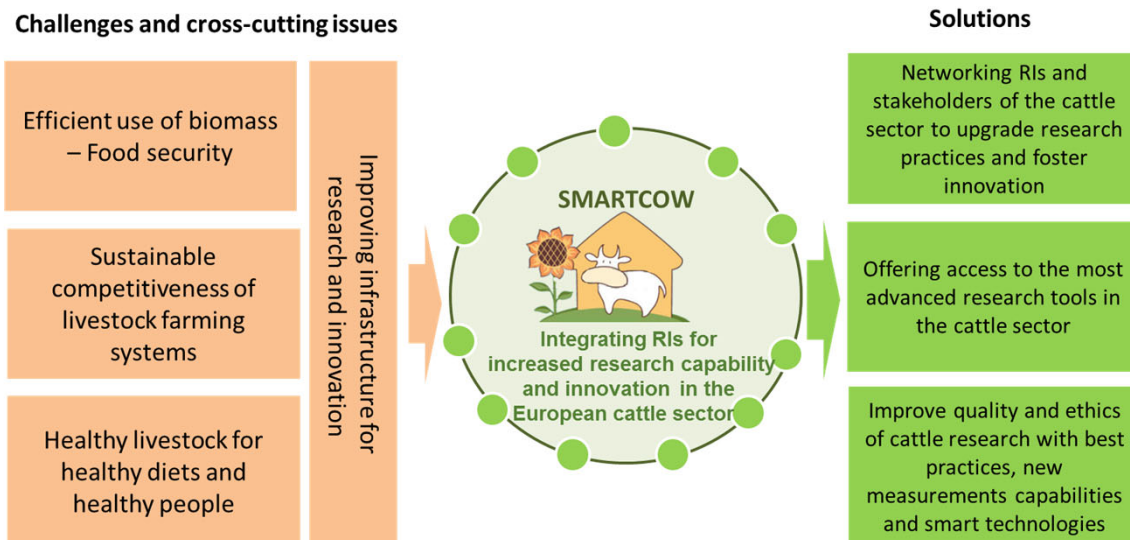 Challenges and cross-cutting issues
Efficient use of biomass
– Food security
Sustainable
competitiveness of
livestock farming
systems
Healthy livestock for
healthy diets and
healthy people
Improving infrastructure for
research and innovation
SMARTCOW
Integrating RIs for
increased research capability
and innovation in the
European cattle sector
Solutions
Networking RIs and
stakeholders of the cattle
sector to upgrade research
practices and foster
innovation
Offering access to the most
advanced research tools in
the cattle sector
Improve quality and ethics
of cattle research with best
practices, new
measurements capabilities
and smart technologies